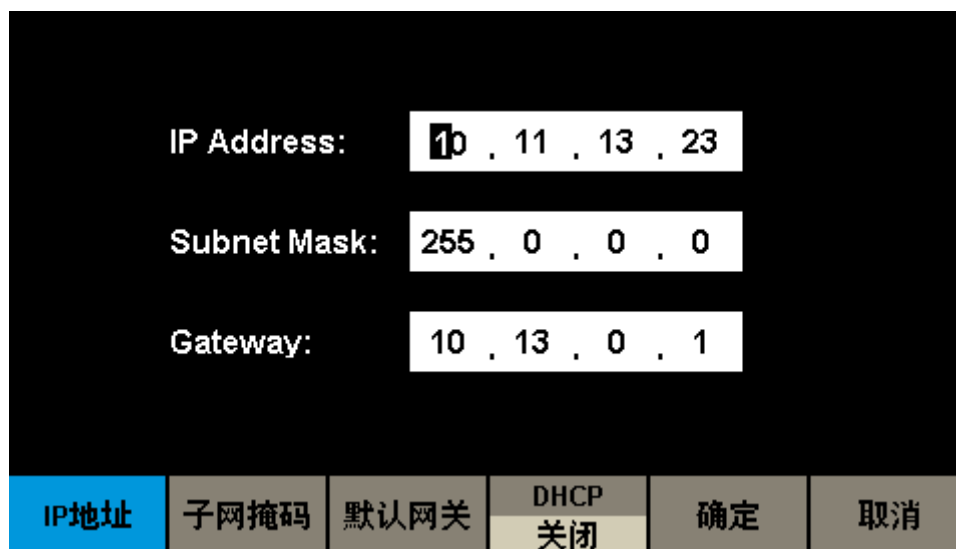 IP Address: 10 . 11 . 13 . 23
Subnet Mask: 255 . 0 . 0 . 0
Gateway: 10 . 13 . 0 . 1
IP地址 子网掩码 默认网关 DHCP 确定 取消
关闭